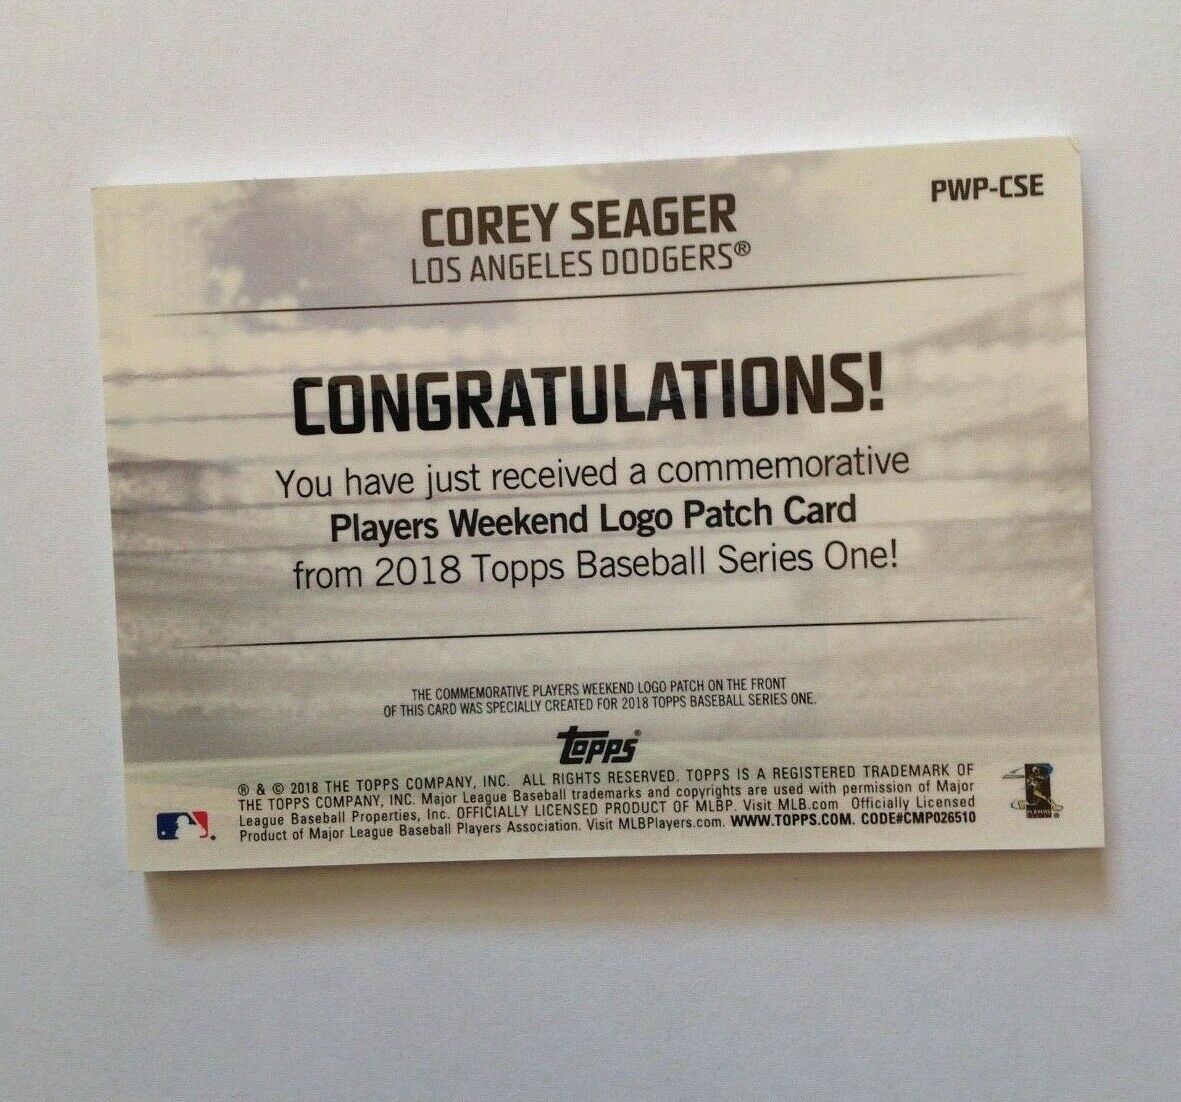 PWP-CSE
COREY SEAGER
LOS ANGELES DODGERS®
CONGRATULATIONS!
You have just received a commemorative
Players Weekend Logo Patch Card
from 2018 Topps Baseball Series One!
THE COMMEMORATIVE PLAYERS WEEKEND LOGO PATCH ON THE FRONT
OF THIS CARD WAS SPECIALLY CREATED FOR 2018 TOPPS BASEBALL SERIES ONE.
Topps®
® & © 2018 THE TOPPS COMPANY, INC. ALL RIGHTS RESERVED. TOPPS IS A REGISTERED TRADEMARK OF
THE TOPPS COMPANY, INC. Major League Baseball trademarks and copyrights are used with permission of Major
League Baseball Properties, Inc. OFFICIALLY LICENSED PRODUCT OF MLBP. Visit MLB.com Officially Licensed
Product of Major League Baseball Players Association. Visit MLBPlayers.com. WWW.TOPPS.COM. CODE#CMP026510